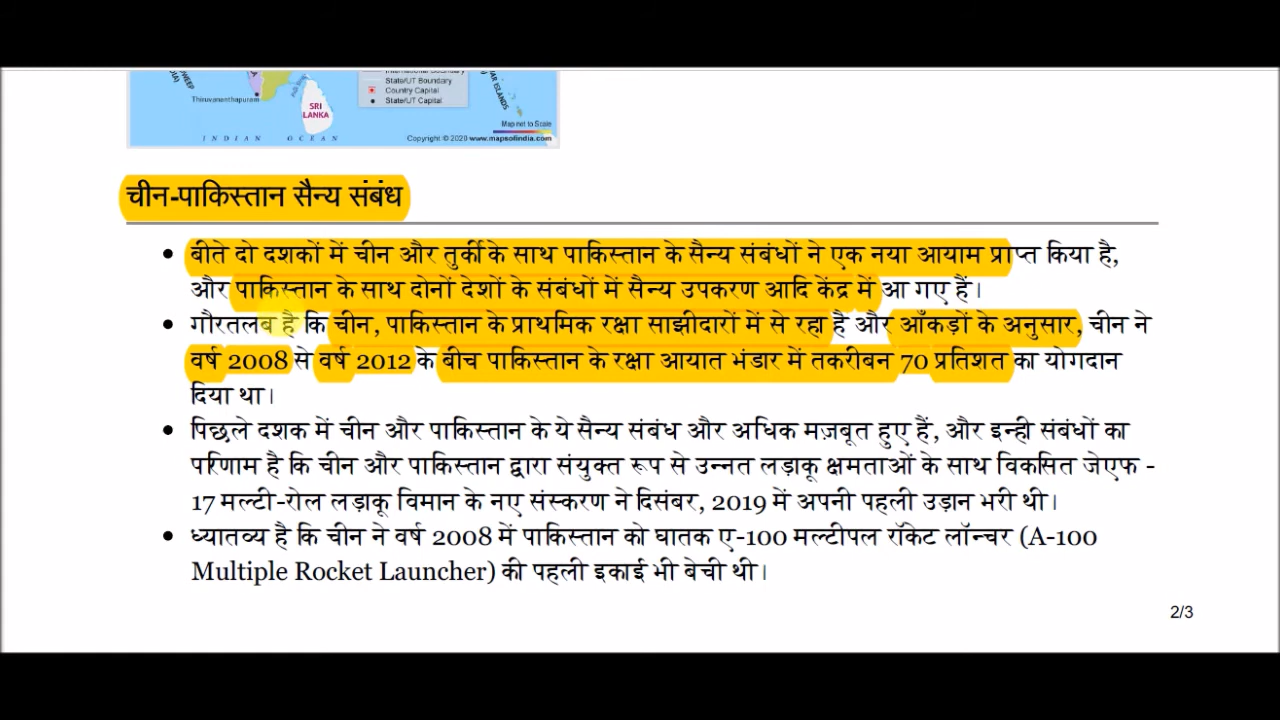 Thiruvananthapuram
SRI
LANKA
INDIAN OCEAN
International Boundary
State/UT Boundary
Country Capital
State/UT Capital
Map not to Scale
Copyright © 2020 www.mapsofindia.com
चीन-पाकिस्तान सैन्य संबंध
बीते दो दशकों में चीन और तुर्की के साथ पाकिस्तान के सैन्य संबंधों ने एक नया आयाम प्राप्त किया है,
और पाकिस्तान के साथ दोनों देशों के संबंधों में सैन्य उपकरण आदि केंद्र में आ गए हैं।
गौरतलब है कि चीन, पाकिस्तान के प्राथमिक रक्षा साझीदारों में से रहा है और आँकड़ों के अनुसार, चीन ने
वर्ष 2008 से वर्ष 2012 के बीच पाकिस्तान के रक्षा आयात भंडार में तकरीबन 70 प्रतिशत का योगदान
दिया था।
पिछले दशक में चीन और पाकिस्तान के ये सैन्य संबंध और अधिक मज़बूत हुए हैं, और इन्ही संबंधों का
परिणाम है कि चीन और पाकिस्तान द्वारा संयुक्त रूप से उन्नत लड़ाकू क्षमताओं के साथ विकसित जेएफ -
17 मल्टी-रोल लड़ाकू विमान के नए संस्करण ने दिसंबर, 2019 में अपनी पहली उड़ान भरी थी।
ध्यातव्य है कि चीन ने वर्ष 2008 में पाकिस्तान को घातक ए-100 मल्टीपल रॉकेट लॉन्चर (A-100
Multiple Rocket Launcher) की पहली इकाई भी बेची थी।
2/3